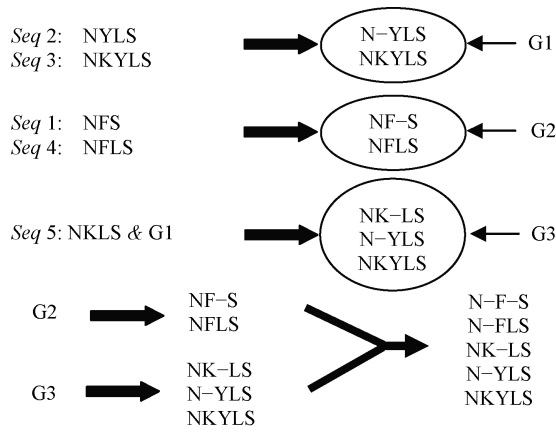 Seq 2: NYLS
Seq 3: NKYLS
N−YLS
NKYLS
G1
Seq 1: NFS
Seq 4: NFLS
NF−S
NFLS
G2
Seq 5: NKLS & G1
NK−LS
N−YLS
NKYLS
G3
G2
NF−S
NFLS
G3
NK−LS
N−YLS
NKYLS
N−F−S
N−FLS
NK−LS
N−YLS
NKYLS